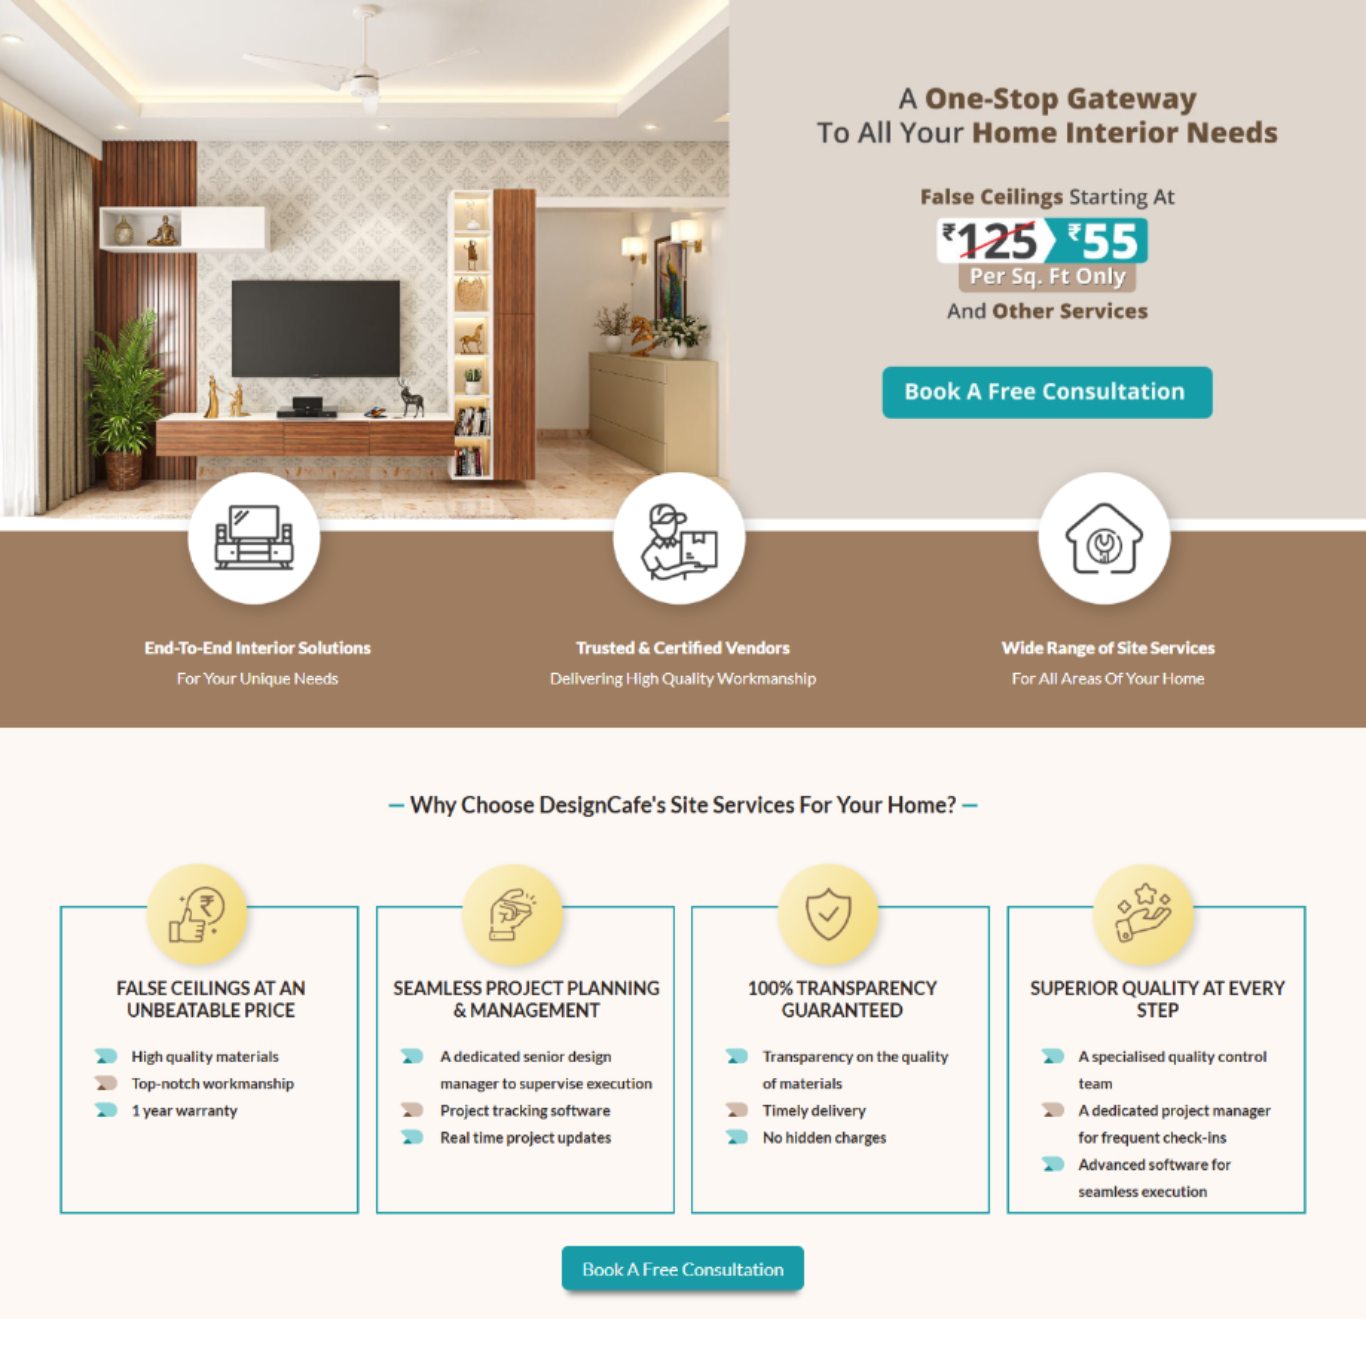 A One-Stop Gateway
To All Your Home Interior Needs
False Ceilings Starting At
₹125 ₹55
Per Sq. Ft Only
And Other Services
Book A Free Consultation
End-To-End Interior Solutions
For Your Unique Needs
Trusted & Certified Vendors
Delivering High Quality Workmanship
Wide Range of Site Services
For All Areas Of Your Home
— Why Choose DesignCafe's Site Services For Your Home? —
FALSE CEILINGS AT AN
UNBEATABLE PRICE
High quality materials
Top-notch workmanship
1 year warranty
SEAMLESS PROJECT PLANNING
& MANAGEMENT
A dedicated senior design
manager to supervise execution
Project tracking software
Real time project updates
100% TRANSPARENCY
GUARANTEED
Transparency on the quality
of materials
Timely delivery
No hidden charges
SUPERIOR QUALITY AT EVERY
STEP
A specialised quality control
team
A dedicated project manager
for frequent check-ins
Advanced software for
seamless execution
Book A Free Consultation